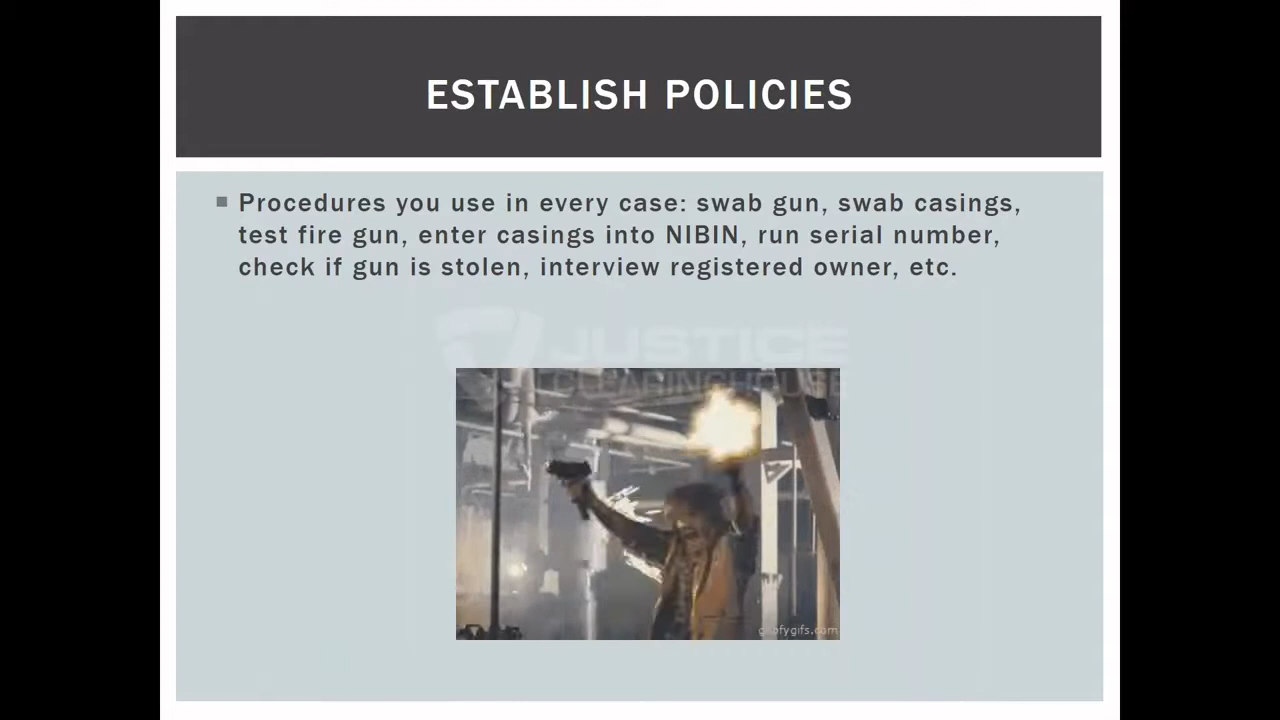 ESTABLISH POLICIES
Procedures you use in every case: swab gun, swab casings,
test fire gun, enter casings into NIBIN, run serial number,
check if gun is stolen, interview registered owner, etc.
JUSTICE
CLEARINGHOUSE
goofygifs.com